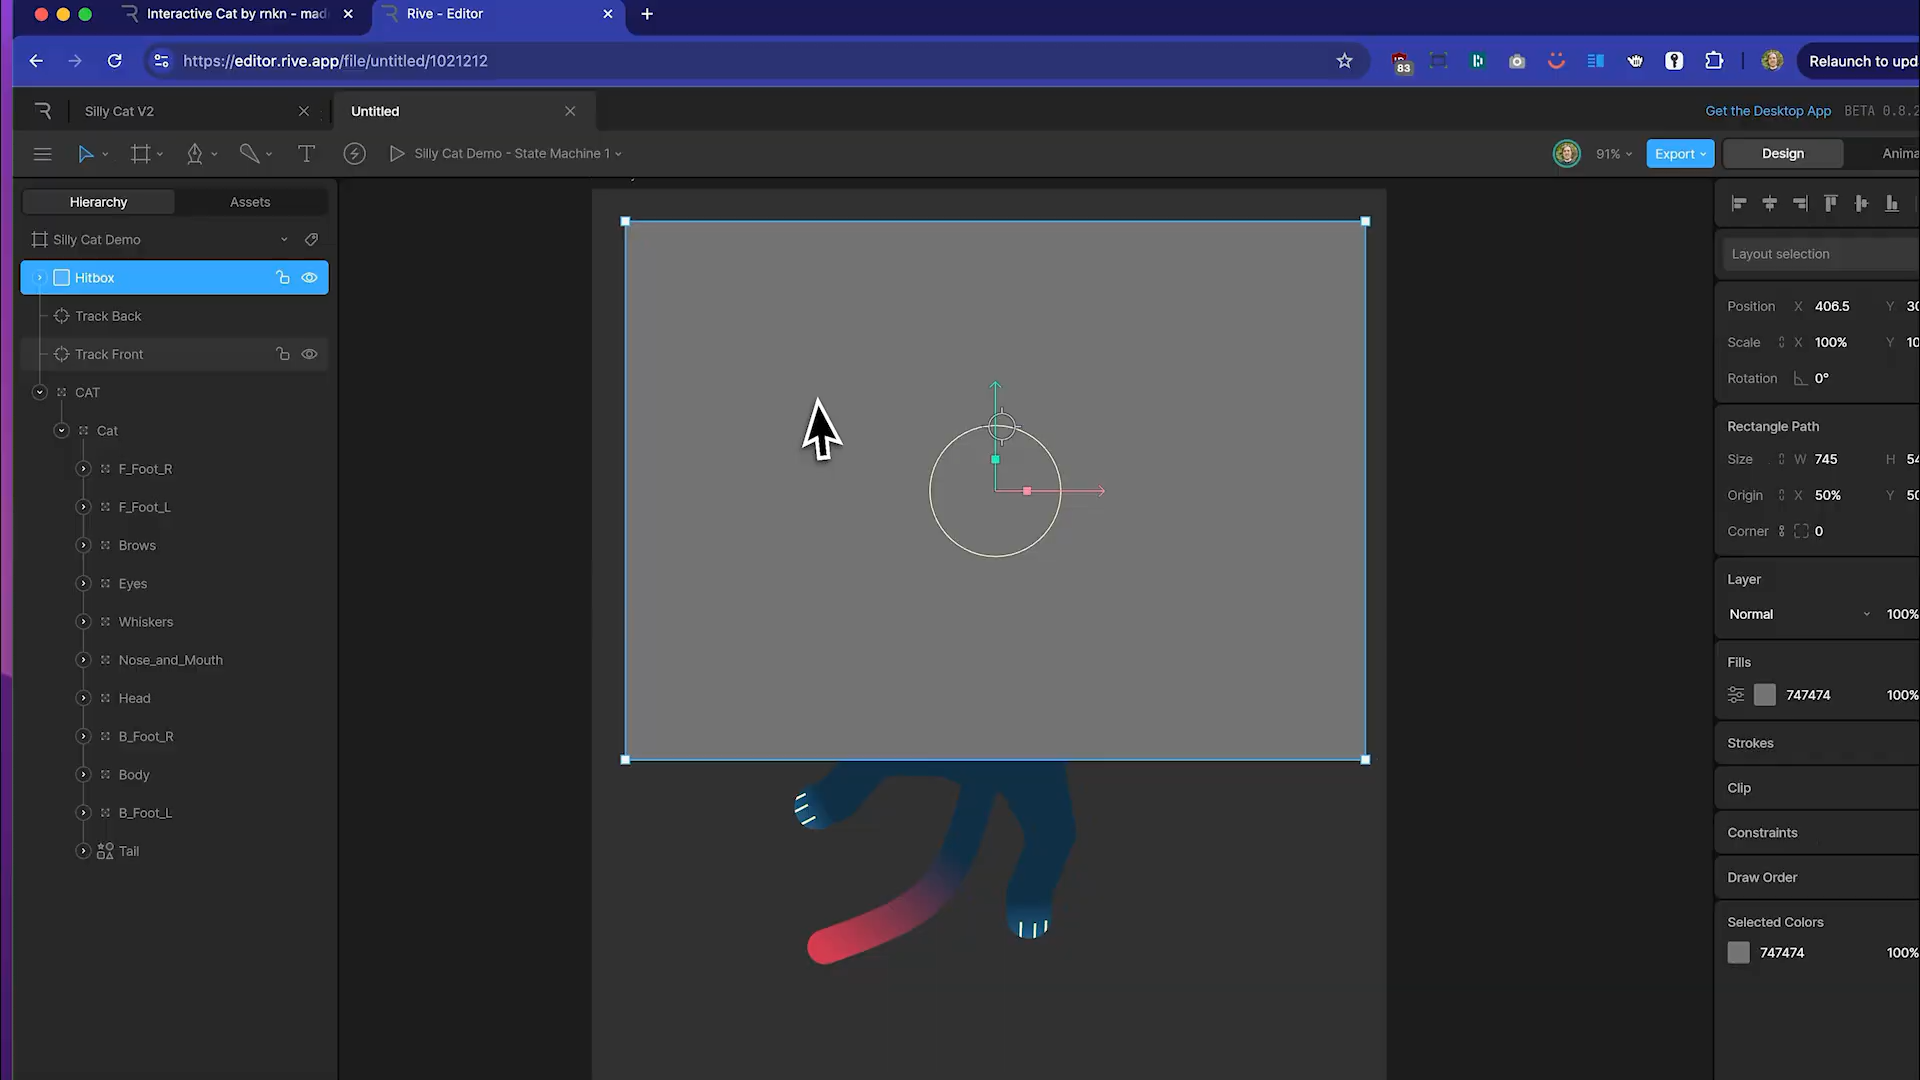 Interactive Cat by rnkn - mad
Rive - Editor
https://editor.rive.app/file/untitled/1021212
83
Relaunch to upd
Silly Cat V2
Untitled
Get the Desktop App
BETA 0.8.2
T
Silly Cat Demo - State Machine 1
91%
Export
Design
Anima
Hierarchy
Assets
Silly Cat Demo
Layout selection
Hitbox
Position X 406.5 Y 30
Track Back
Scale X 100% Y 10
Track Front
Rotation 0°
CAT
Cat
Rectangle Path
F_Foot_R
Size W 745 H 54
F_Foot_L
Origin X 50% Y 50
Brows
Corner 0
Eyes
Layer
Whiskers
Normal 100%
Nose_and_Mouth
Fills
Head
747474 100%
B_Foot_R
Strokes
Body
Clip
B_Foot_L
Constraints
Tail
Draw Order
Selected Colors
747474 100%